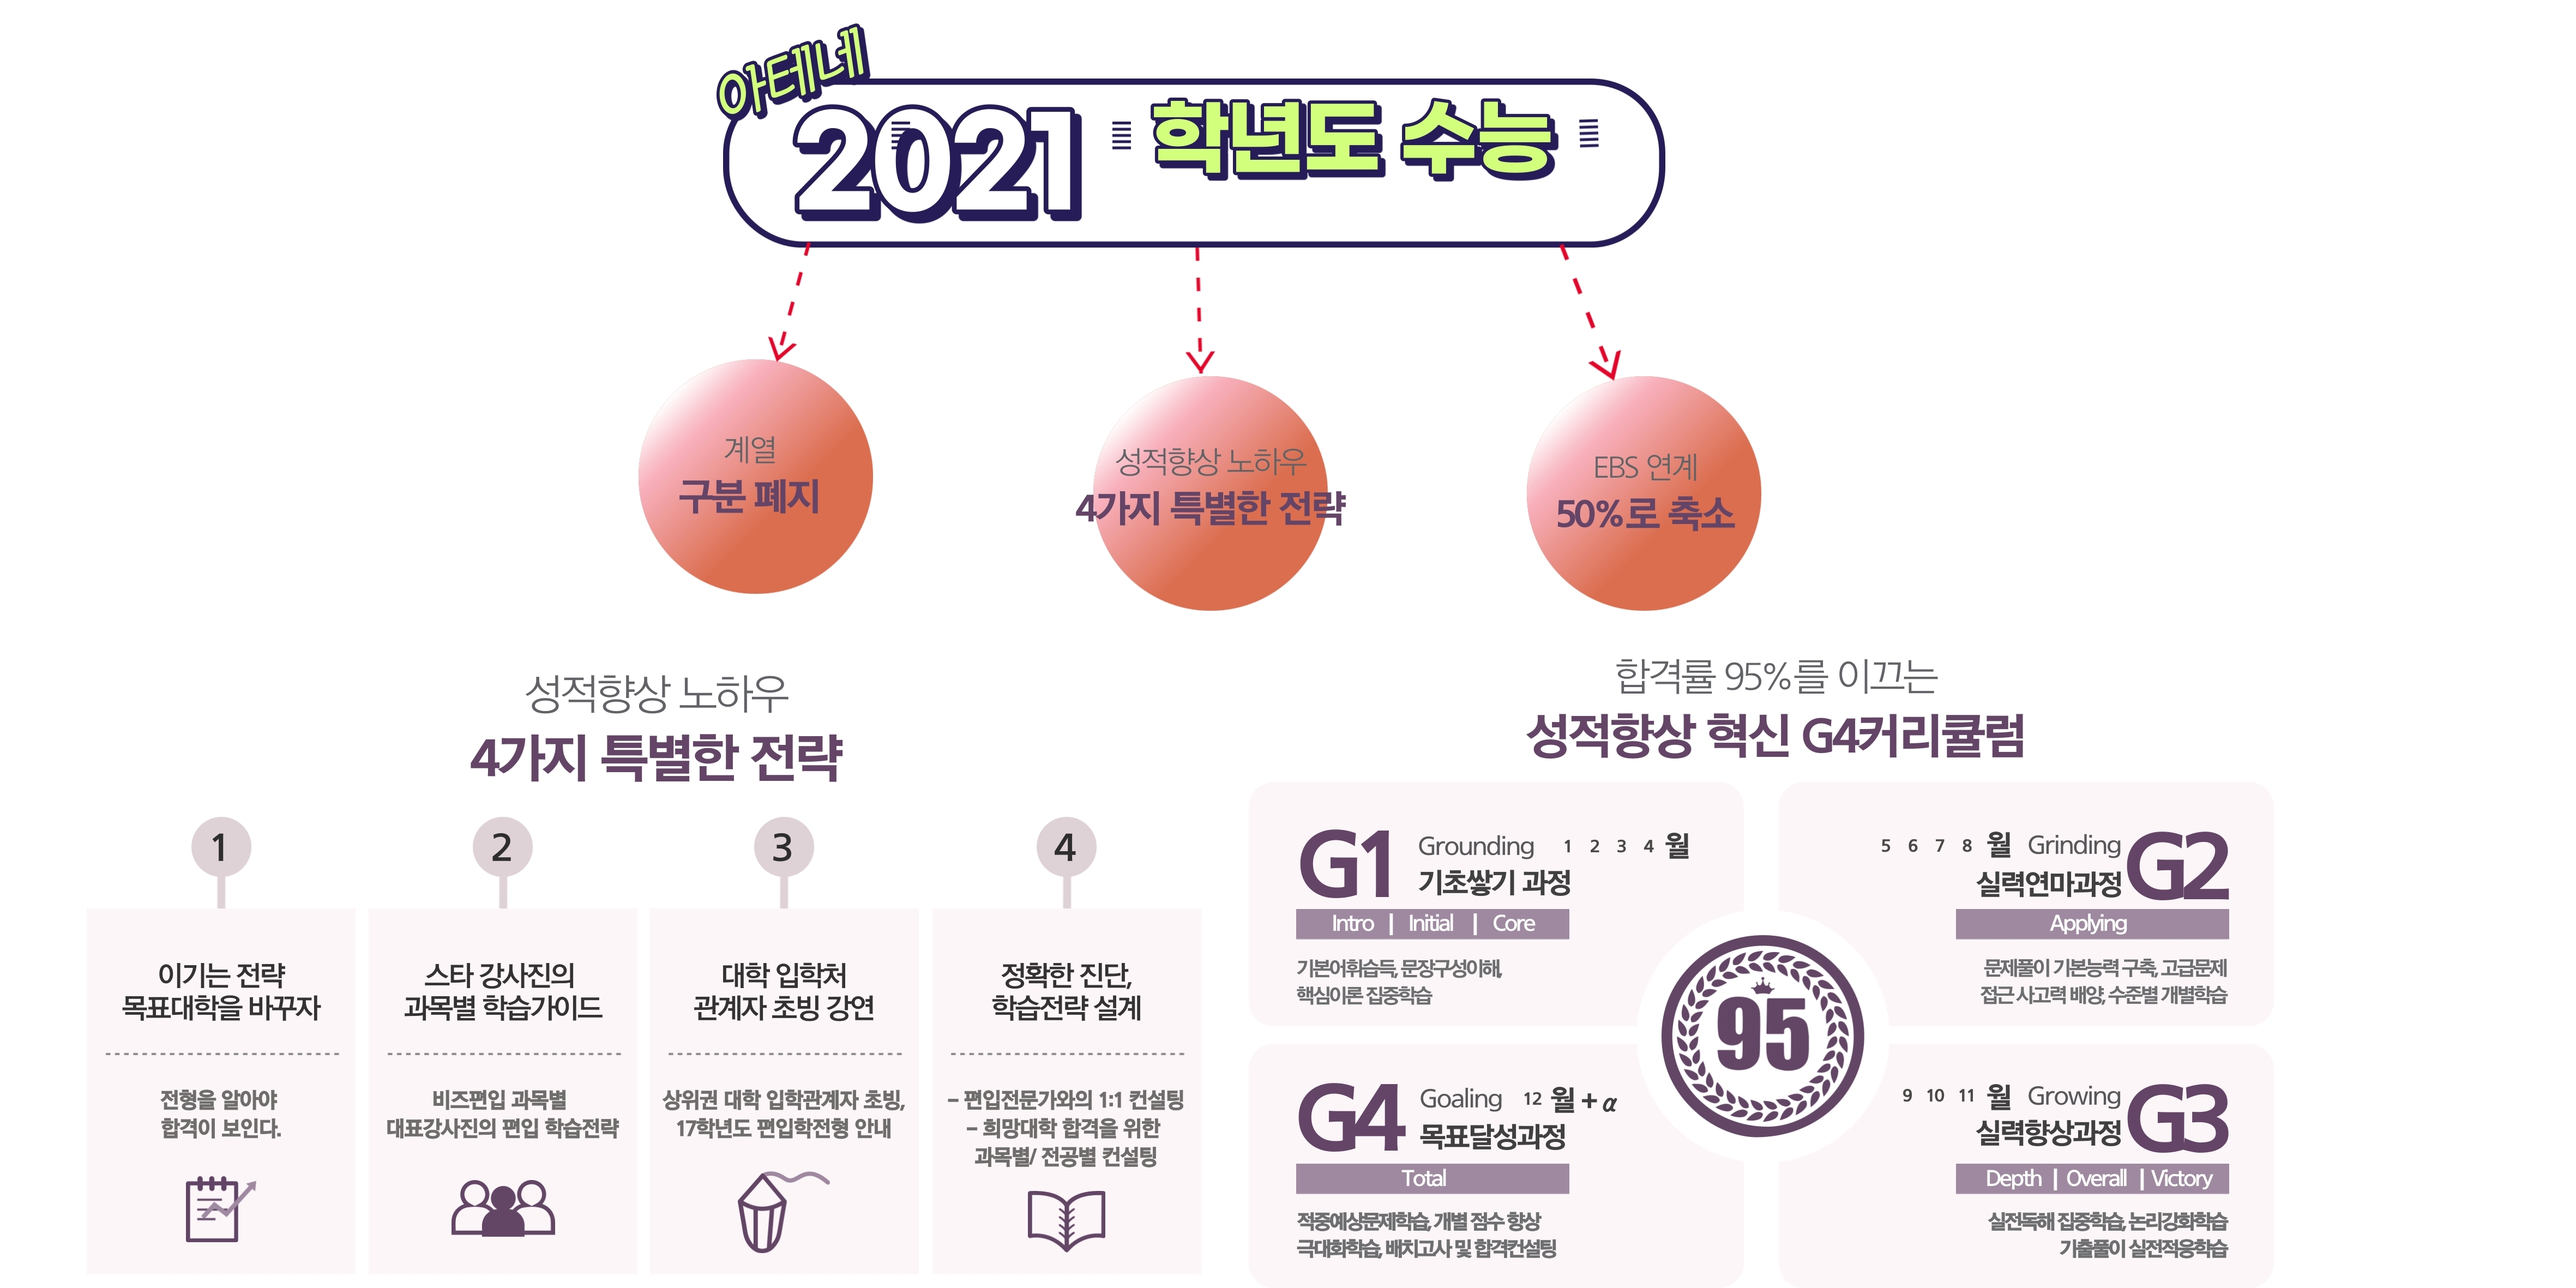 아테네
2021 학년도 수능
계열
구분 폐지
성적향상 노하우
4가지 특별한 전략
EBS 연계
50%로 축소
성적향상 노하우
4가지 특별한 전략
1
이기는 전략
목표대학을 바꾸자
전형을 알아야
합격이 보인다.
2
스타 강사진의
과목별 학습가이드
비즈편입 과목별
대표강사진의 편입 학습전략
3
대학 입학처
관계자 초빙 강연
상위권 대학 입학관계자 초빙,
17학년도 편입학전형 안내
4
정확한 진단,
학습전략 설계
- 편입전문가와의 1:1 컨설팅
- 희망대학 합격을 위한
과목별/ 전공별 컨설팅
합격률 95%를 이끄는
성적향상 혁신 G4커리큘럼
G1 Grounding 1 2 3 4 월
기초쌓기 과정
Intro | Initial | Core
기본어휘습득, 문장구성이해,
핵심이론 집중학습
5 6 7 8 월 Grinding G2
실력연마과정
Applying
문제풀이 기본능력 구축, 고급문제
접근 사고력 배양, 수준별 개별학습
95
G4 Goaling 12 월 + α
목표달성과정
Total
적중예상문제학습, 개별 점수 향상
극대화학습, 배치고사 및 합격컨설팅
9 10 11 월 Growing G3
실력향상과정
Depth | Overall | Victory
실전독해 집중학습, 논리강화학습
기출풀이 실전적응학습